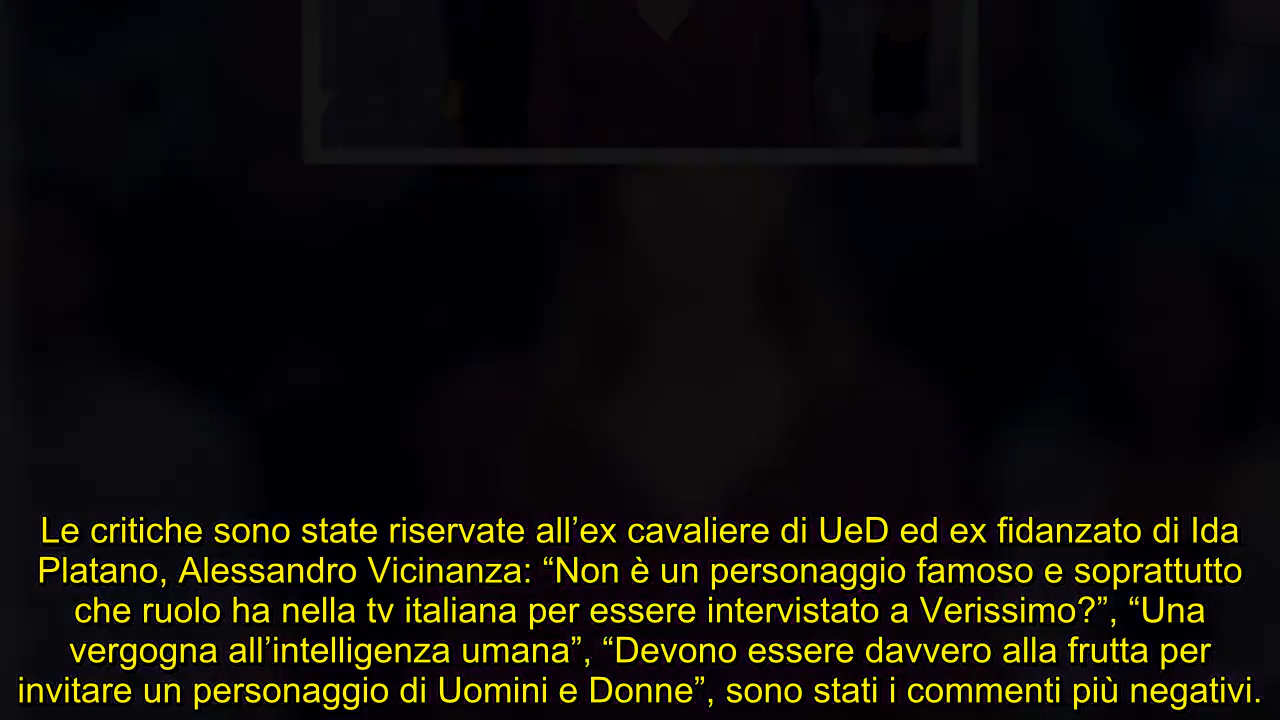 Le critiche sono state riservate all’ex cavaliere di UeD ed ex fidanzato di Ida
Platano, Alessandro Vicinanza: “Non è un personaggio famoso e soprattutto
che ruolo ha nella tv italiana per essere intervistato a Verissimo?”, “Una
vergogna all’intelligenza umana”, “Devono essere davvero alla frutta per
invitare un personaggio di Uomini e Donne”, sono stati i commenti più negativi.